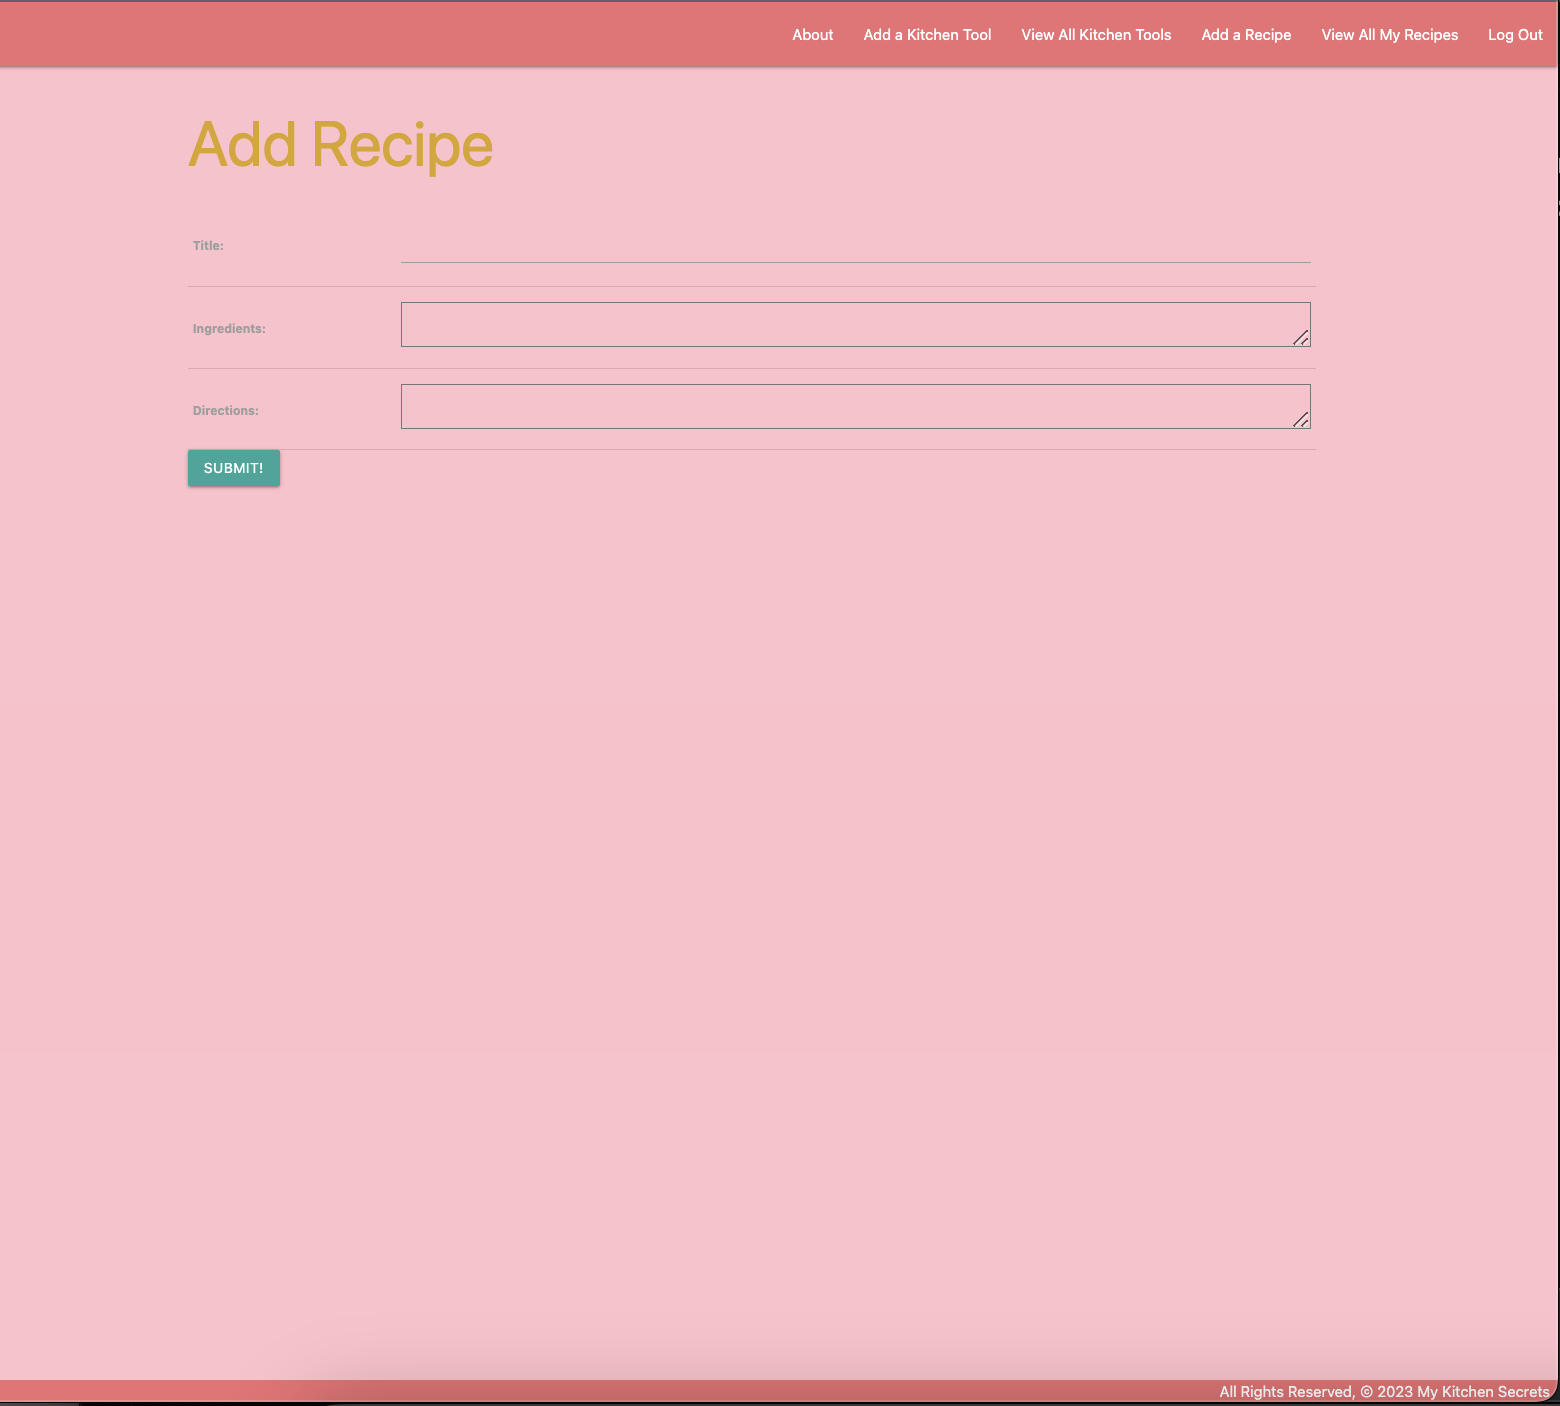 About Add a Kitchen Tool View All Kitchen Tools Add a Recipe View All My Recipes Log Out
Add Recipe
Title:
Ingredients:
Directions:
SUBMIT!
All Rights Reserved, © 2023 My Kitchen Secrets